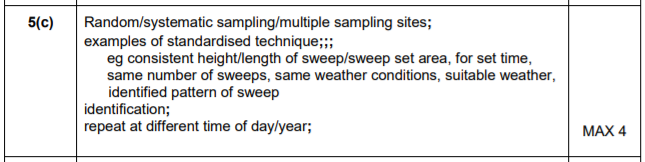 5(c) Random/systematic sampling/multiple sampling sites;
examples of standardised technique;;;
eg consistent height/length of sweep/sweep set area, for set time,
same number of sweeps, same weather conditions, suitable weather,
identified pattern of sweep
identification;
repeat at different time of day/year; MAX 4